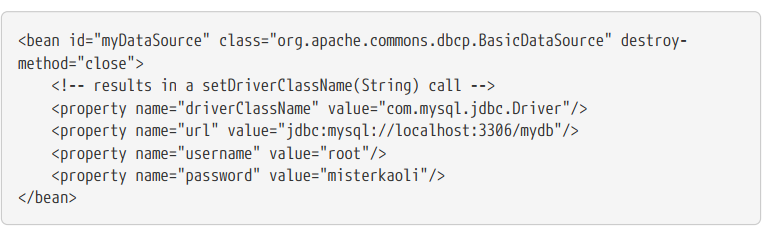 <bean id="myDataSource" class="org.apache.commons.dbcp.BasicDataSource" destroy-
method="close">
    <!-- results in a setDriverClassName(String) call -->
    <property name="driverClassName" value="com.mysql.jdbc.Driver"/>
    <property name="url" value="jdbc:mysql://localhost:3306/mydb"/>
    <property name="username" value="root"/>
    <property name="password" value="misterkaoli"/>
</bean>